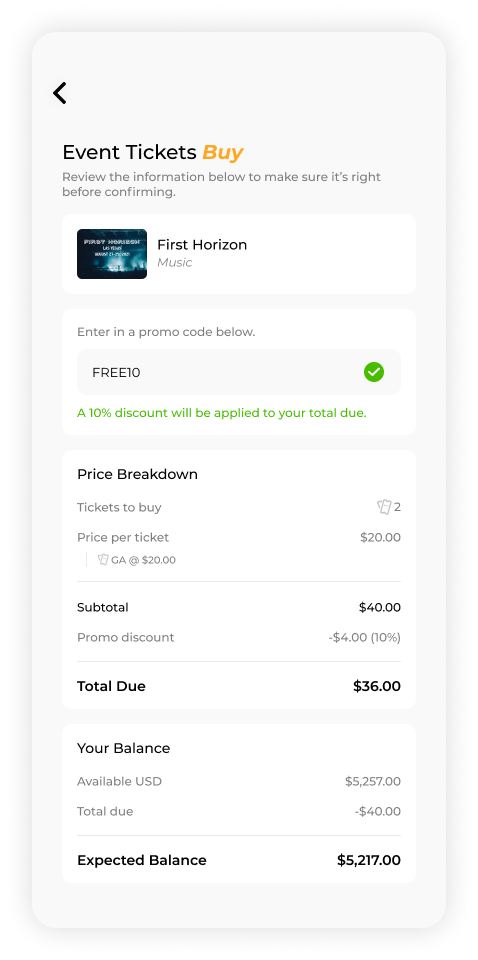 Event Tickets Buy
Review the information below to make sure it’s right
before confirming.
FIRST HORIZON
LAS VEGAS
AUGUST 27-29, 2021
First Horizon
Music
Enter in a promo code below.
FREE10
A 10% discount will be applied to your total due.
Price Breakdown
Tickets to buy 2
Price per ticket $20.00
GA @ $20.00
Subtotal $40.00
Promo discount -$4.00 (10%)
Total Due $36.00
Your Balance
Available USD $5,257.00
Total due -$40.00
Expected Balance $5,217.00